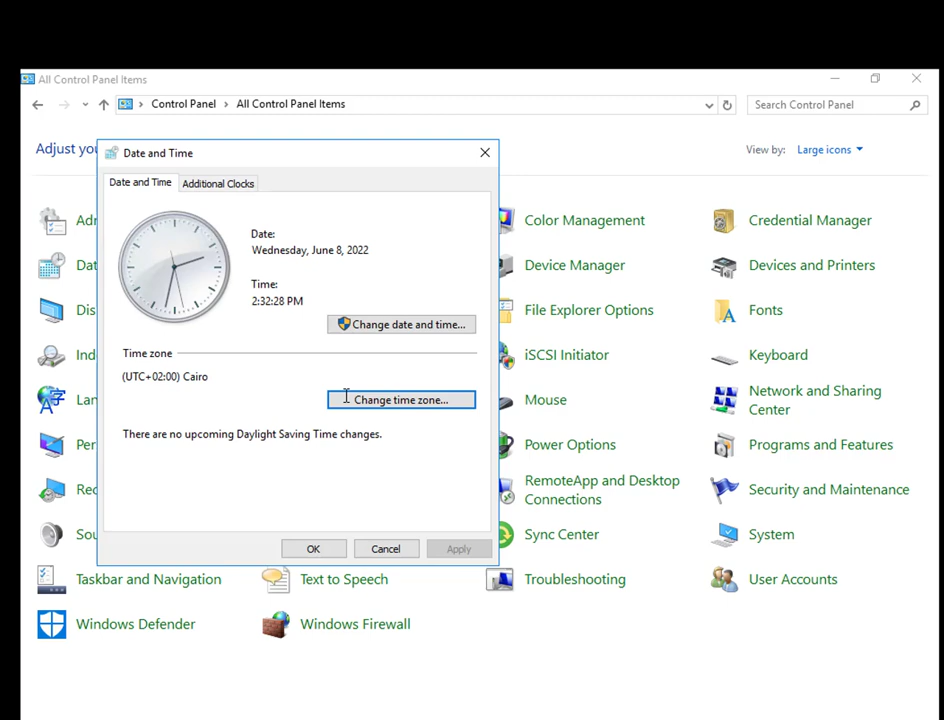 All Control Panel Items
Control Panel > All Control Panel Items
Search Control Panel
View by: Large icons
Date and Time
Date and Time
Additional Clocks
Date:
Wednesday, June 8, 2022
Time:
2:32:28 PM
Change date and time...
Time zone
(UTC+02:00) Cairo
Change time zone...
There are no upcoming Daylight Saving Time changes.
OK
Cancel
Apply
Color Management
Credential Manager
Device Manager
Devices and Printers
File Explorer Options
Fonts
iSCSI Initiator
Keyboard
Mouse
Network and Sharing
Center
Power Options
Programs and Features
RemoteApp and Desktop
Connections
Security and Maintenance
Sync Center
System
Taskbar and Navigation
Text to Speech
Troubleshooting
User Accounts
Windows Defender
Windows Firewall